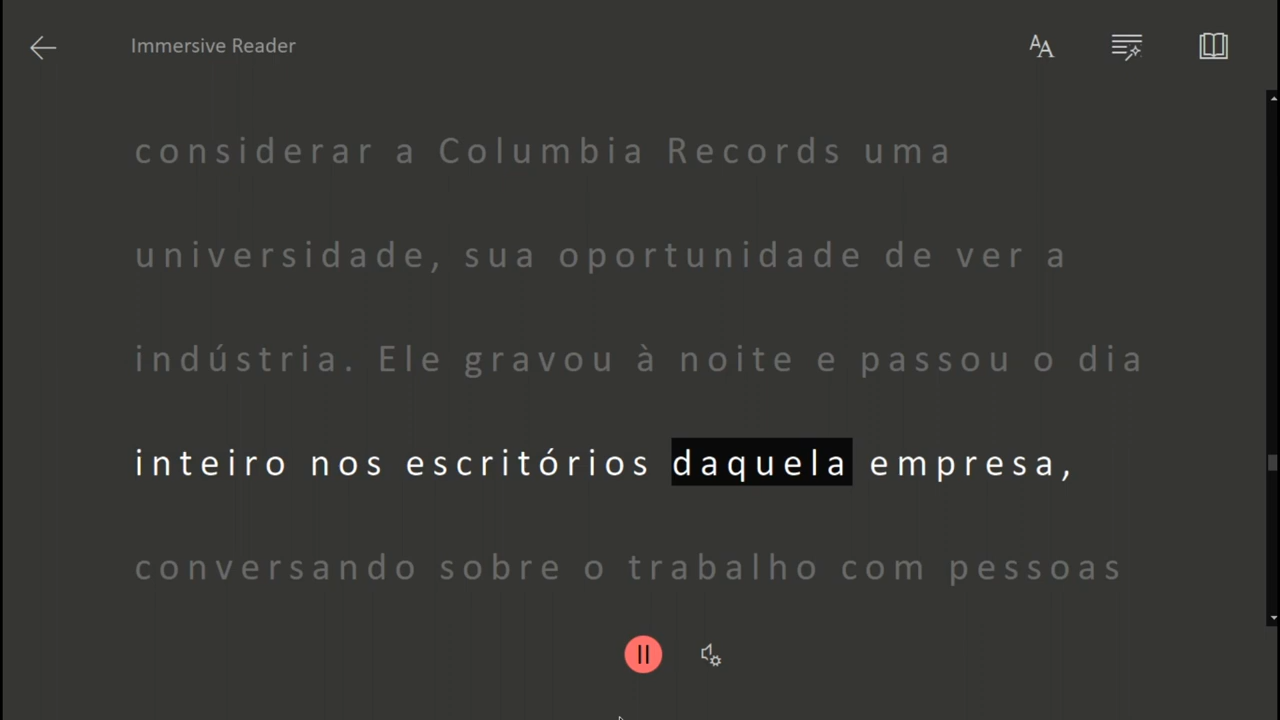 Immersive Reader
considerar a Columbia Records uma
universidade, sua oportunidade de ver a
indústria. Ele gravou à noite e passou o dia
inteiro nos escritórios daquela empresa,
conversando sobre o trabalho com pessoas